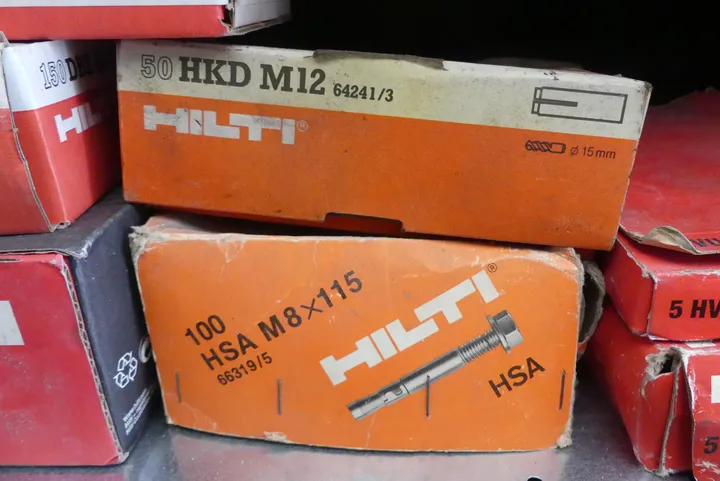 150
50 HKD M12 64241/3
HILTI®
ø 15 mm
HILTI
100
HSA M8×115
66319/5
HILTI®
HSA
5 HV
5